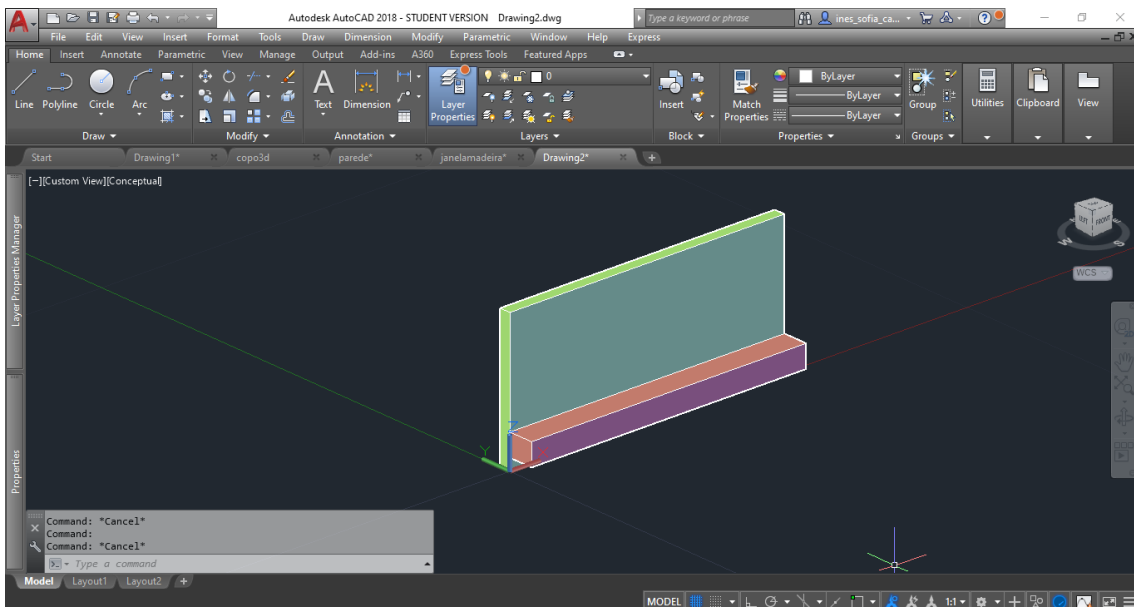 Autodesk AutoCAD 2018 - STUDENT VERSION Drawing2.dwg
Type a keyword or phrase
ines_sofia_ca...
File Edit View Insert Format Tools Draw Dimension Modify Parametric Window Help Express
Home Insert Annotate Parametric View Manage Output Add-ins A360 Express Tools Featured Apps
0
ByLayer
ByLayer
ByLayer
Line Polyline Circle Arc
Text Dimension
Layer
Properties
Insert
Match
Properties
Group
Utilities
Clipboard
View
Draw
Modify
Annotation
Layers
Block
Properties
Groups
Start
Drawing1*
copo3d
parede*
janelamadeira*
Drawing2*
[−][Custom View][Conceptual]
Layer Properties Manager
LEFT FRONT
W
S
WCS
Y
Z
Properties
Command: *Cancel*
Command:
Command: *Cancel*
Type a command
Model Layout1 Layout2 +
MODEL
1:1